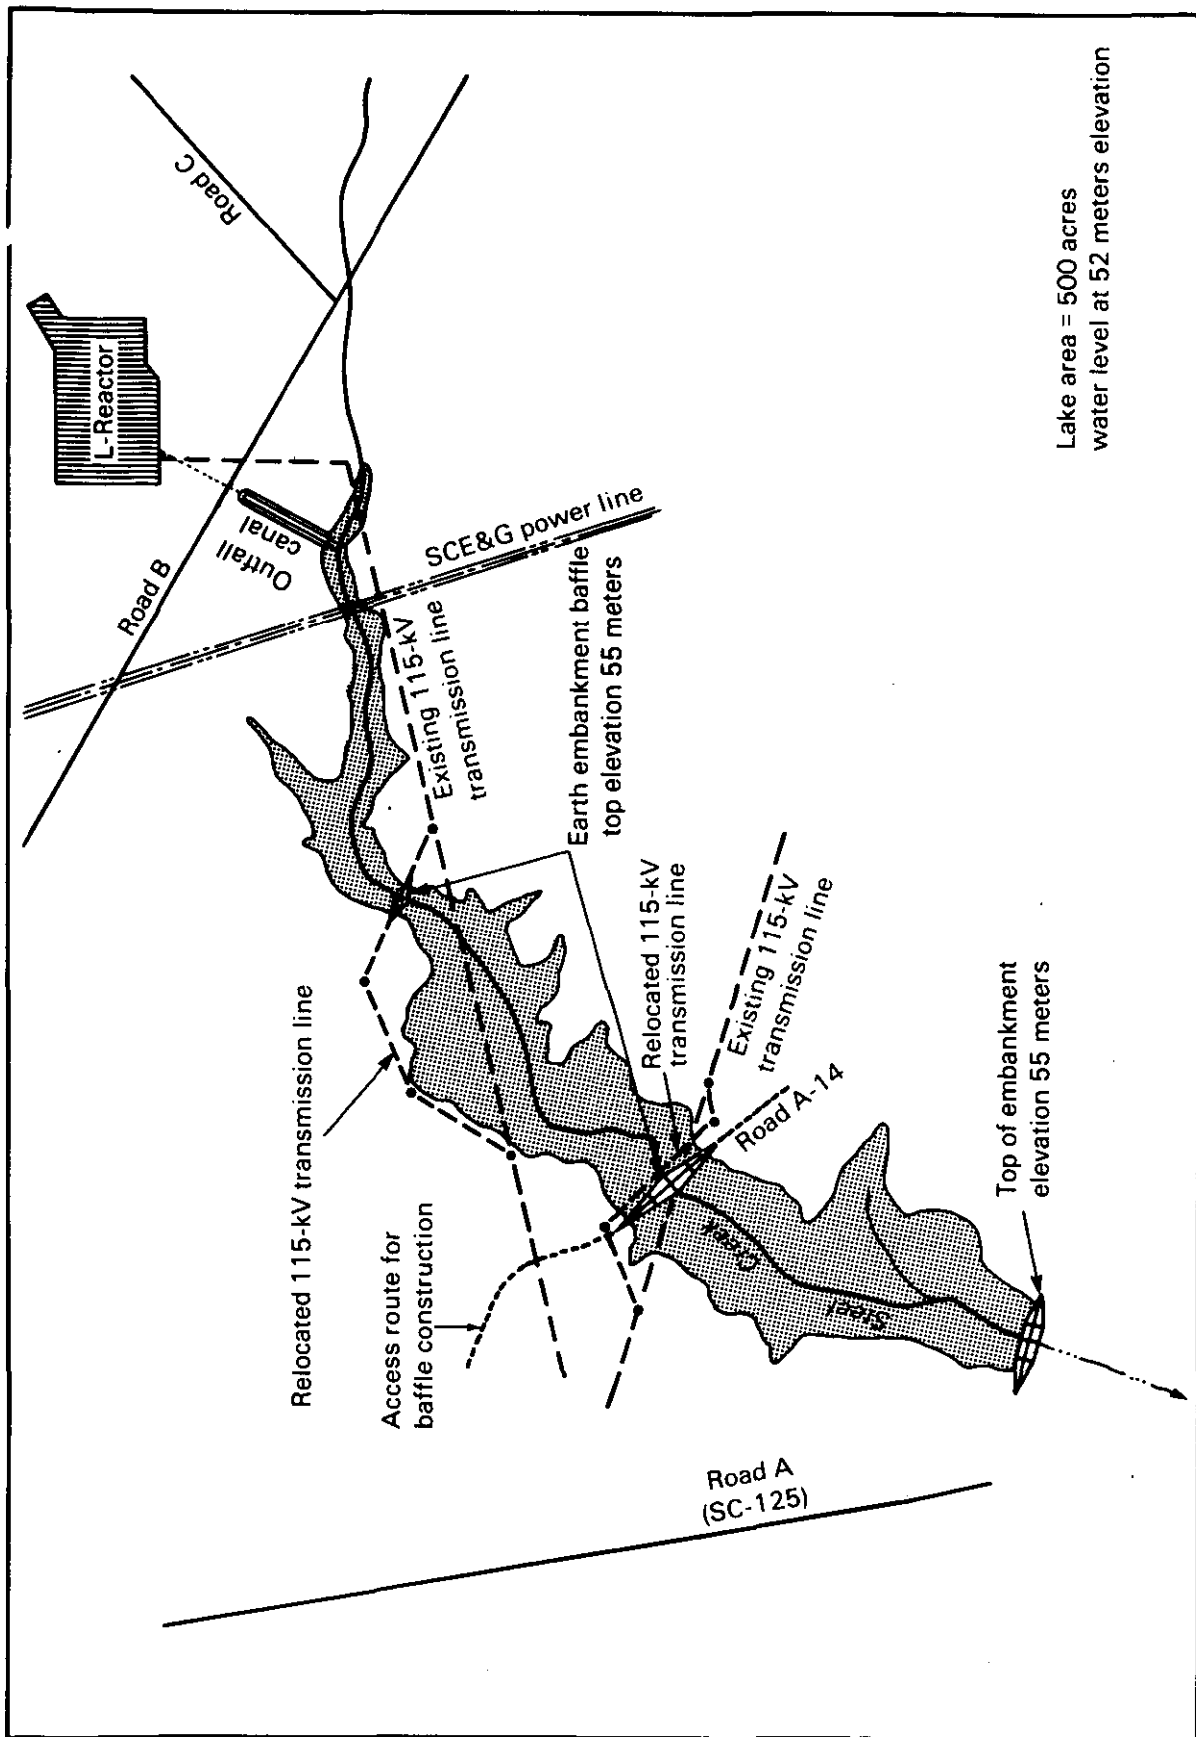 Road C
L-Reactor
Road B
Outfall
canal
SCE&G power line
Existing 115-kV
transmission line
Earth embankment baffle
top elevation 55 meters
Relocated 115-kV transmission line
Relocated 115-kV
transmission line
Existing 115-kV
transmission line
Access route for
baffle construction
Road A-14
Steel
Creek
Top of embankment
elevation 55 meters
Road A
(SC-125)
Lake area = 500 acres
water level at 52 meters elevation